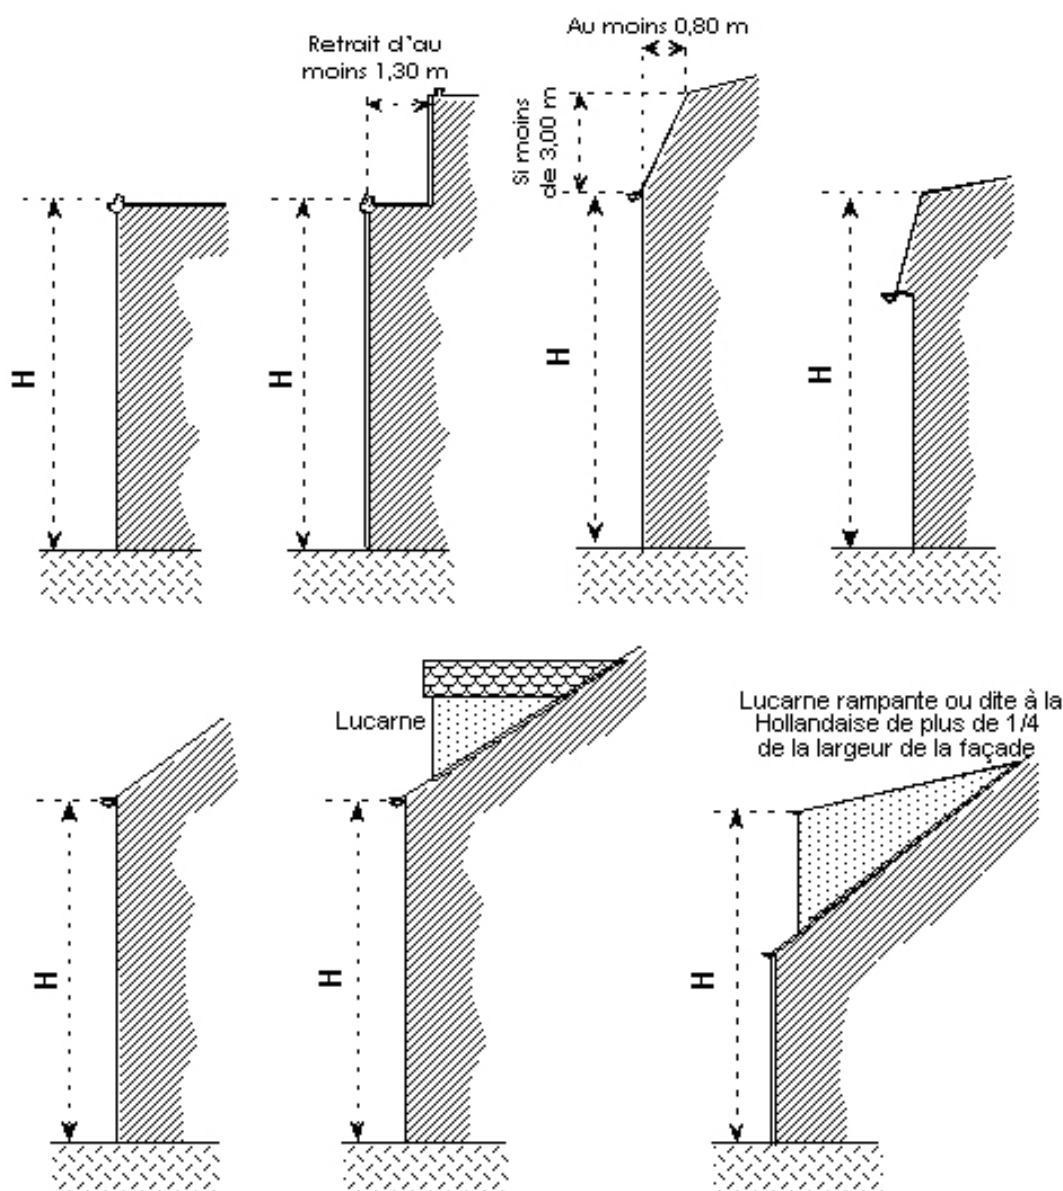 Retrait d'au
moins 1,30 m
Au moins 0,80 m
Si moins
de 3,00 m
H
H
H
H
Lucarne
Lucarne rampante ou dite à la
Hollandaise de plus de 1/4
de la largeur de la façade
H
H
H